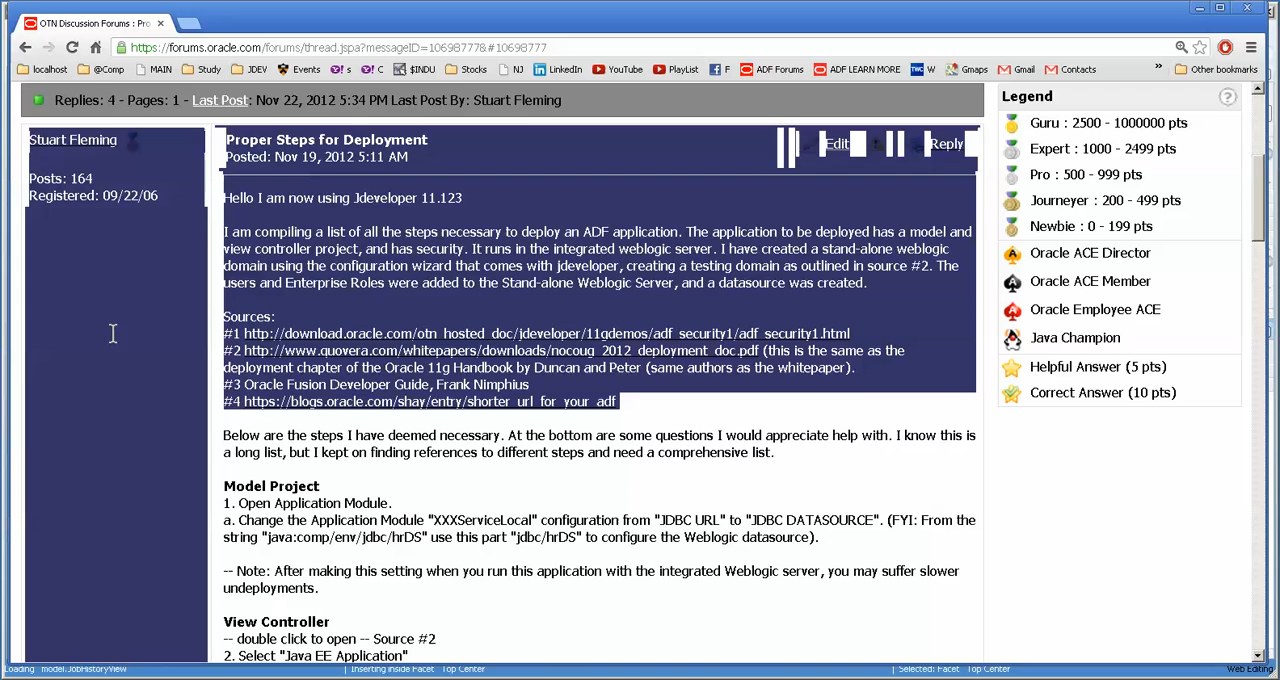 OTN Discussion Forums : Pro
https://forums.oracle.com/forums/thread.jspa?messageID=10698777&#10698777
localhost @Comp MAIN Study JDEV Events Y! s Y! C $INDU Stocks NJ LinkedIn YouTube PlayList F ADF Forums ADF LEARN MORE W Gmaps Gmail Contacts » Other bookmarks
Replies: 4 - Pages: 1 - Last Post: Nov 22, 2012 5:34 PM Last Post By: Stuart Fleming
Stuart Fleming
Posts: 164
Registered: 09/22/06
Proper Steps for Deployment
Posted: Nov 19, 2012 5:11 AM
Edit Reply
Hello I am now using Jdeveloper 11.123
I am compiling a list of all the steps necessary to deploy an ADF application. The application to be deployed has a model and
view controller project, and has security. It runs in the integrated weblogic server. I have created a stand-alone weblogic
domain using the configuration wizard that comes with jdeveloper, creating a testing domain as outlined in source #2. The
users and Enterprise Roles were added to the Stand-alone Weblogic Server, and a datasource was created.
Sources:
#1 http://download.oracle.com/otn_hosted_doc/jdeveloper/11gdemos/adf_security1/adf_security1.html
#2 http://www.quovera.com/whitepapers/downloads/nocoug_2012_deployment_doc.pdf (this is the same as the
deployment chapter of the Oracle 11g Handbook by Duncan and Peter (same authors as the whitepaper).
#3 Oracle Fusion Developer Guide, Frank Nimphius
#4 https://blogs.oracle.com/shay/entry/shorter_url_for_your_adf
Below are the steps I have deemed necessary. At the bottom are some questions I would appreciate help with. I know this is
a long list, but I kept on finding references to different steps and need a comprehensive list.
Model Project
1. Open Application Module.
a. Change the Application Module "XXXServiceLocal" configuration from "JDBC URL" to "JDBC DATASOURCE". (FYI: From the
string "java:comp/env/jdbc/hrDS" use this part "jdbc/hrDS" to configure the Weblogic datasource).
-- Note: After making this setting when you run this application with the integrated Weblogic server, you may suffer slower
undeployments.
View Controller
-- double click to open -- Source #2
2. Select "Java EE Application"
Legend
?
Guru : 2500 - 1000000 pts
Expert : 1000 - 2499 pts
Pro : 500 - 999 pts
Journeyer : 200 - 499 pts
Newbie : 0 - 199 pts
Oracle ACE Director
Oracle ACE Member
Oracle Employee ACE
Java Champion
Helpful Answer (5 pts)
Correct Answer (10 pts)
Loading model.JobHistoryView Inserting inside Facet Top Center Selected: Facet Top Center Web Editing